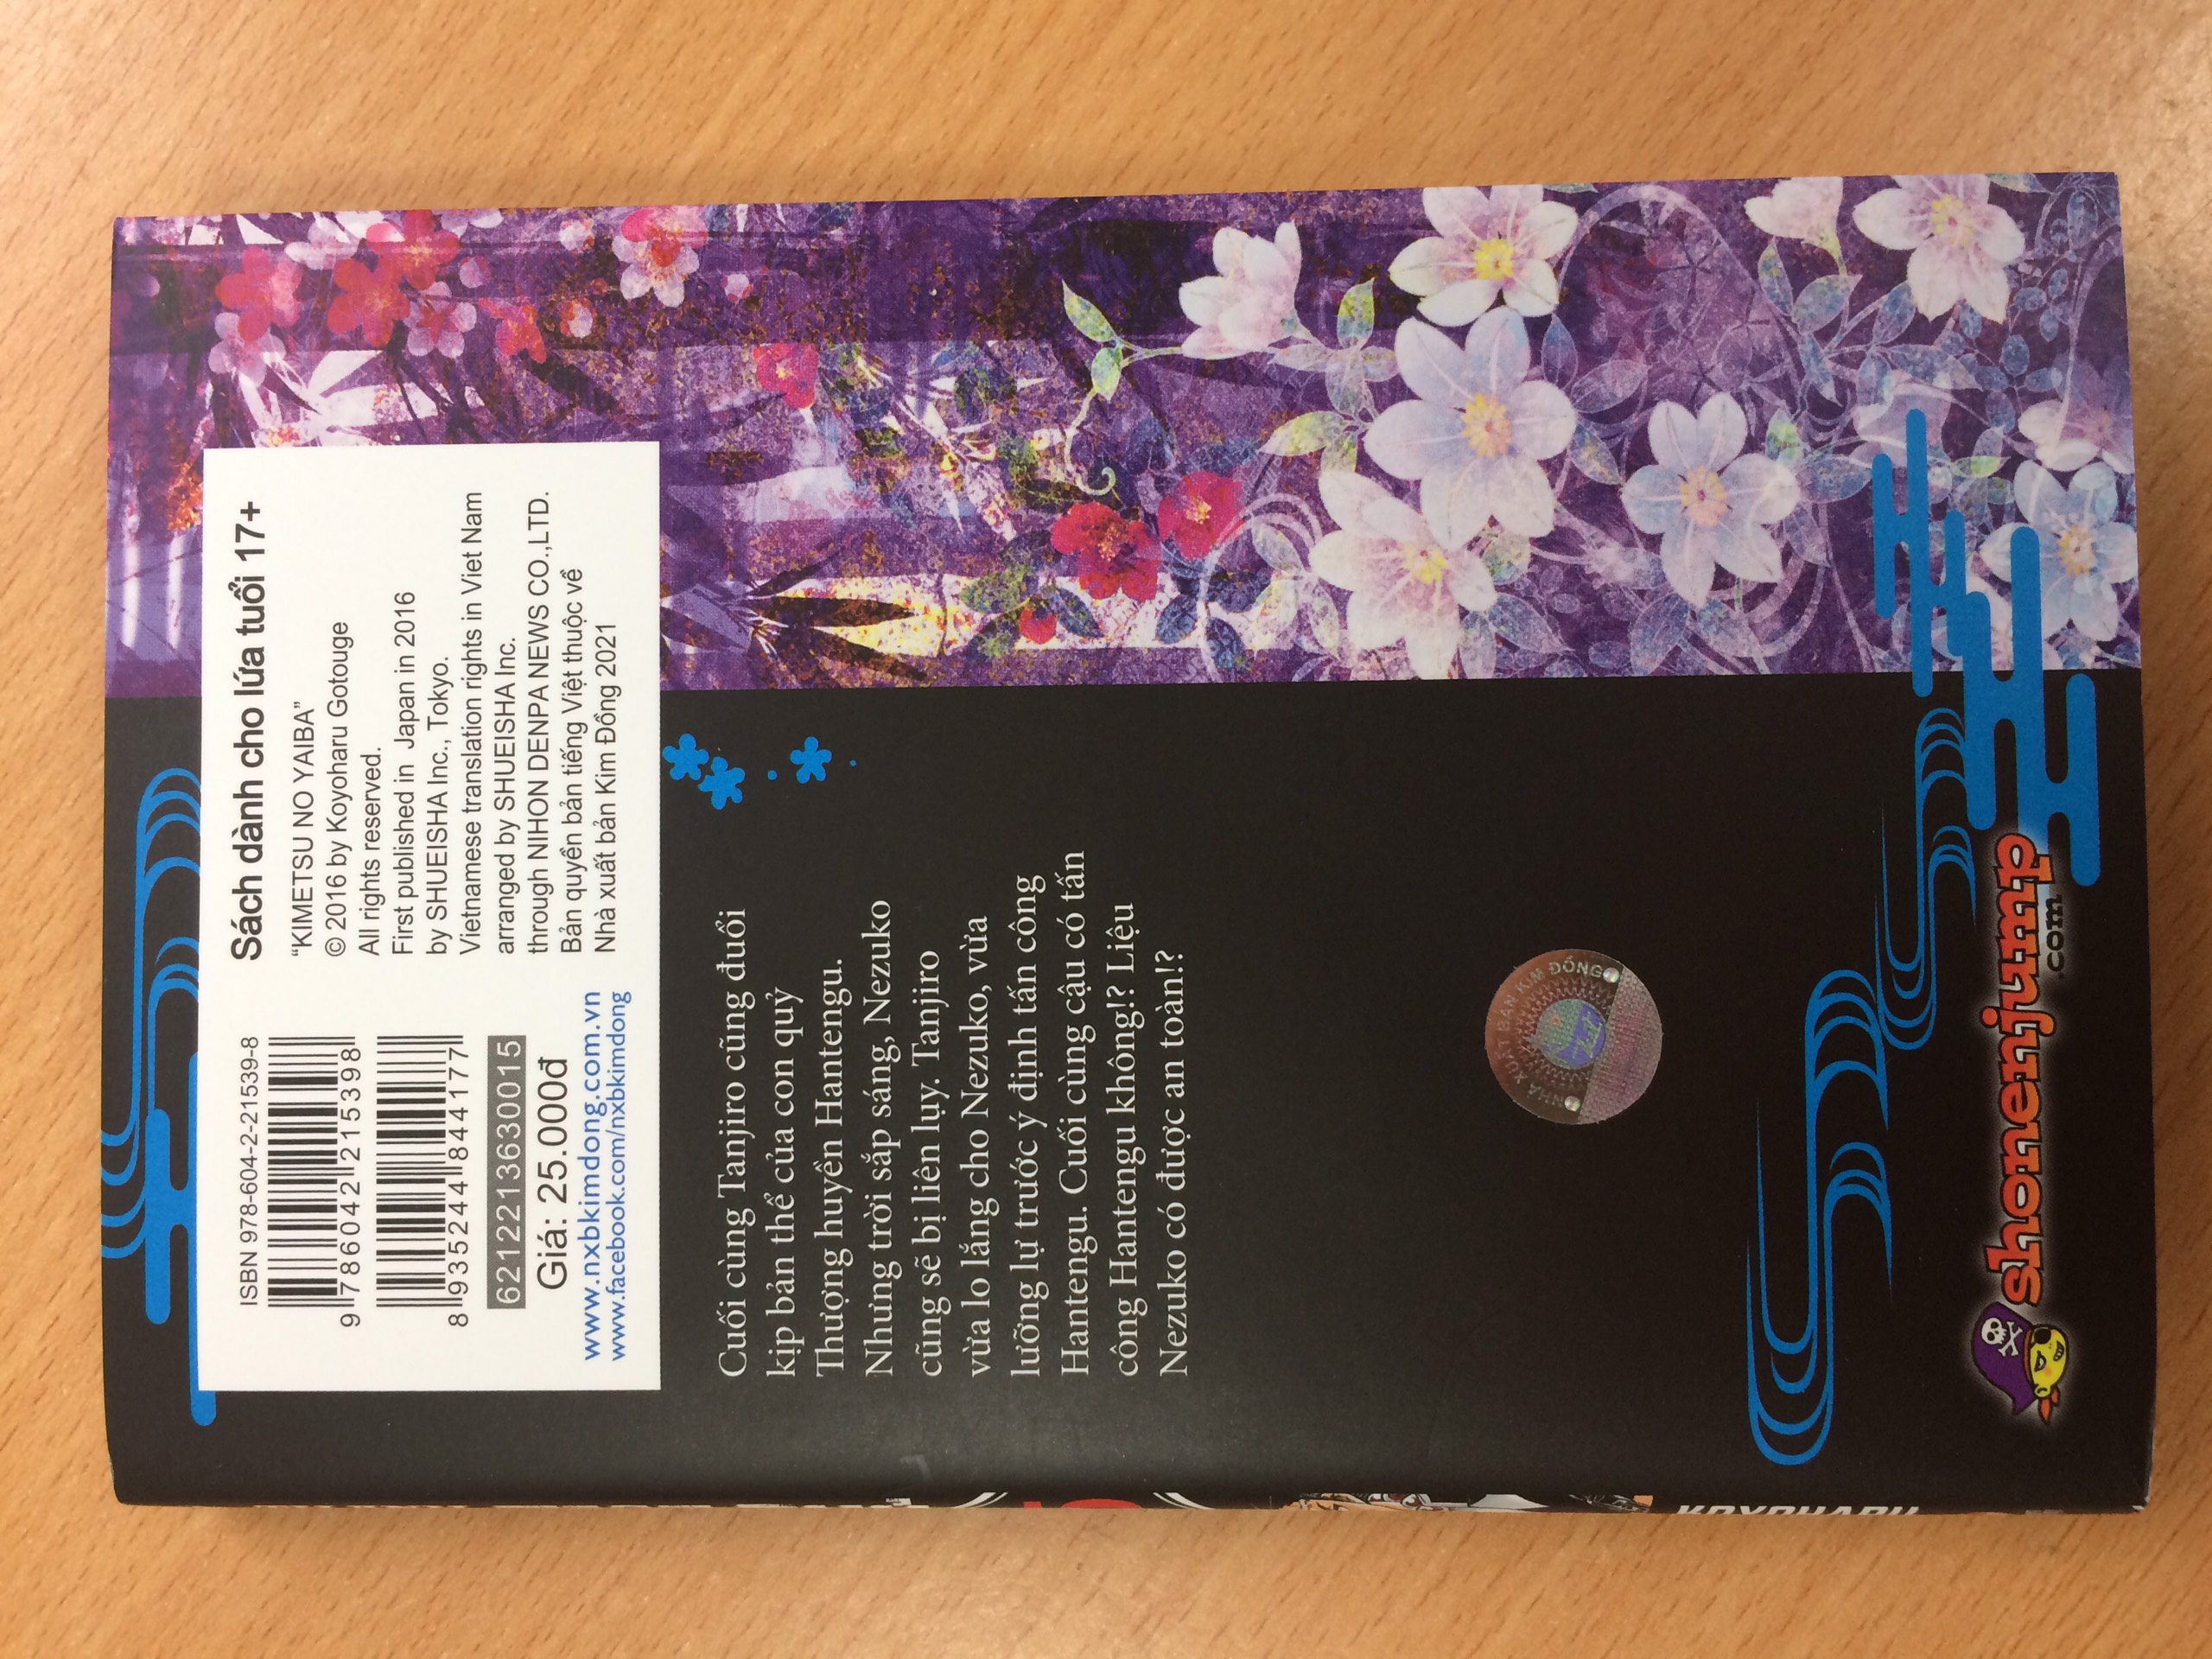 ISBN 978-604-2-21539-8
9 786042 215398
8 935244 844177
6212213630015
Giá: 25.000đ
www.nxbkimdong.com.vn
www.facebook.com/nxbkimdong
Sách dành cho lứa tuổi 17+
“KIMETSU NO YAIBA”
© 2016 by Koyoharu Gotouge
All rights reserved.
First published in Japan in 2016
by SHUEISHA Inc., Tokyo.
Vietnamese translation rights in Viet Nam
arranged by SHUEISHA Inc.
through NIHON DENPA NEWS CO.,LTD.
Bản quyền bản tiếng Việt thuộc về
Nhà xuất bản Kim Đồng 2021
Cuối cùng Tanjiro cũng đuổi
kịp bản thể của con quỷ
Thượng huyền Hantengu.
Nhưng trời sắp sáng, Nezuko
cũng sẽ bị liên lụy. Tanjiro
vừa lo lắng cho Nezuko, vừa
lưỡng lự trước ý định tấn công
Hantengu. Cuối cùng cậu có tấn
công Hantengu không!? Liệu
Nezuko có được an toàn!?
NHÀ XUẤT BẢN KIM ĐỒNG
shonenjump
.com
KOYOHARU